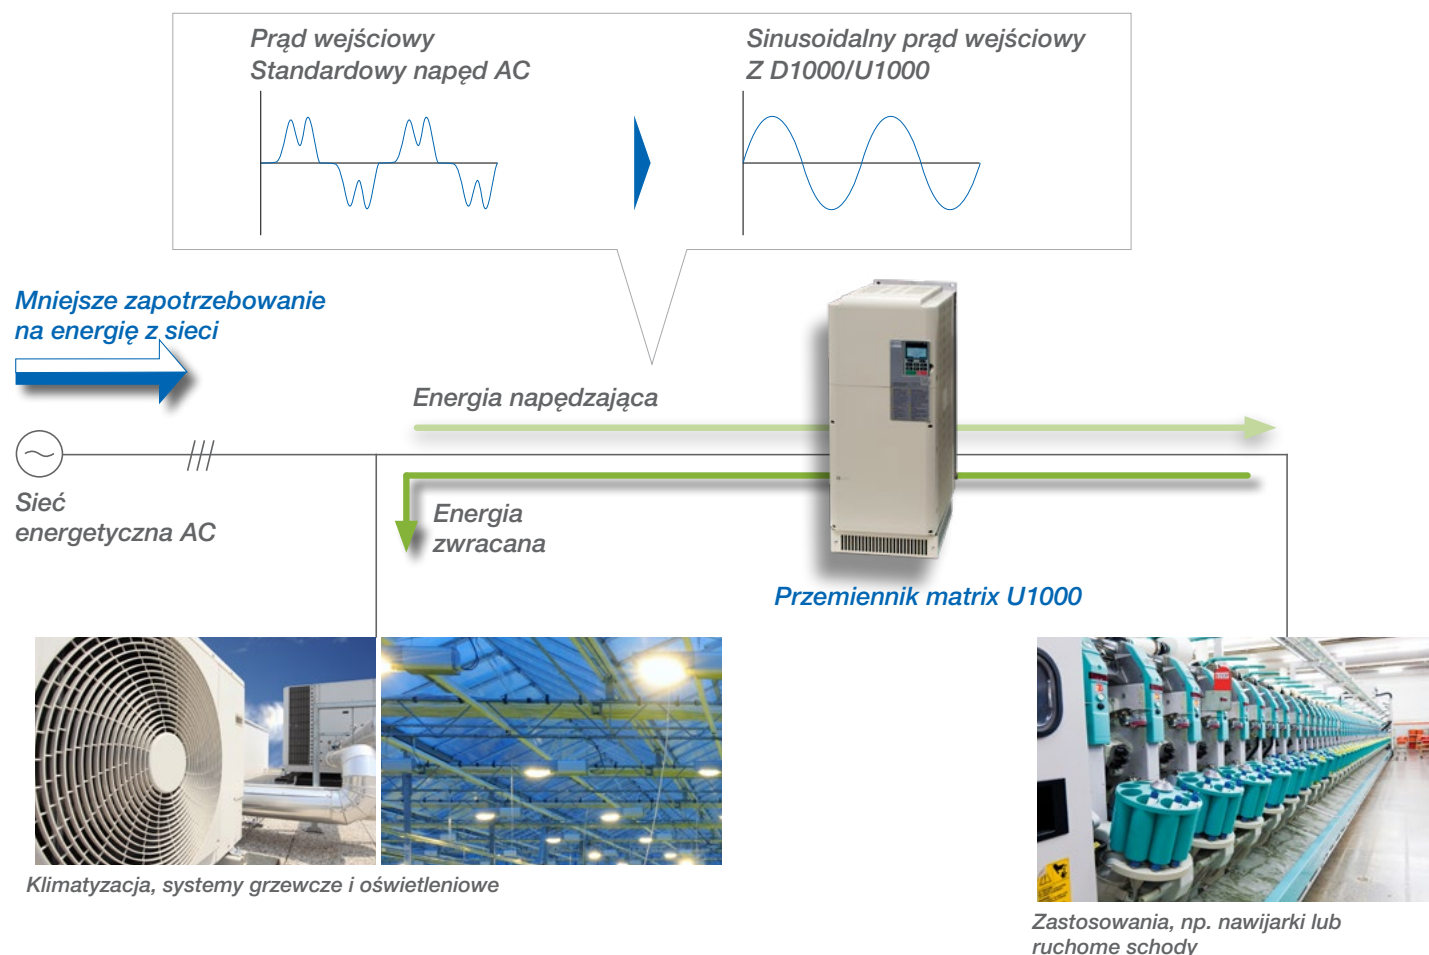 Prąd wejściowy
Standardowy napęd AC
Sinusoidalny prąd wejściowy
Z D1000/U1000
Mniejsze zapotrzebowanie
na energię z sieci
Energia napędzająca
Sieć
energetyczna AC
Energia
zwracana
Przemiennik matrix U1000
Klimatyzacja, systemy grzewcze i oświetleniowe
Zastosowania, np. nawijarki lub
ruchome schody